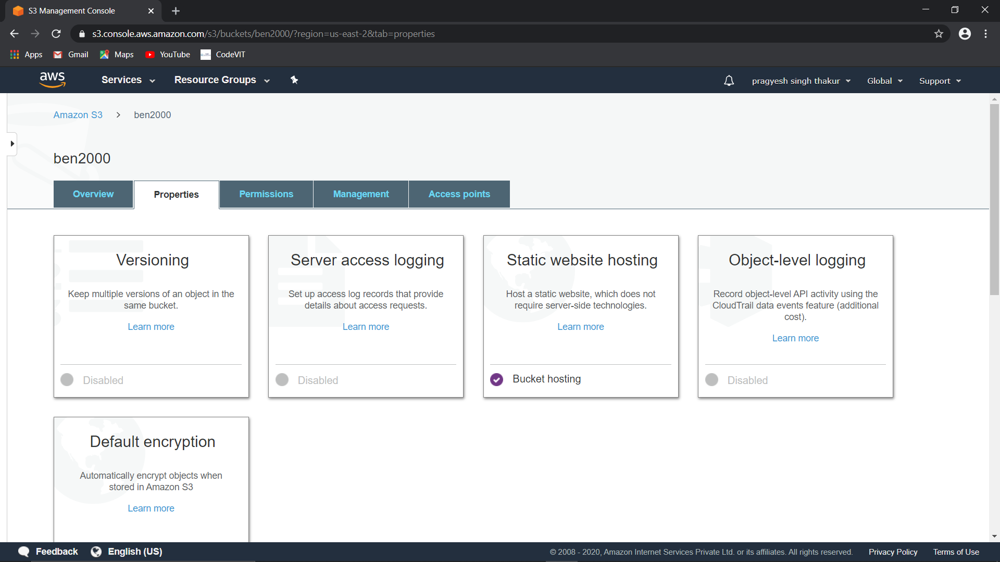 S3 Management Console
s3.console.aws.amazon.com/s3/buckets/ben2000/?region=us-east-2&tab=properties
Apps Gmail Maps YouTube CodeVIT
aws Services Resource Groups pragyesh singh thakur Global Support
Amazon S3 > ben2000
ben2000
Overview Properties Permissions Management Access points
Versioning
Keep multiple versions of an object in the
same bucket.
Learn more
Disabled
Server access logging
Set up access log records that provide
details about access requests.
Learn more
Disabled
Static website hosting
Host a static website, which does not
require server-side technologies.
Learn more
Bucket hosting
Object-level logging
Record object-level API activity using the
CloudTrail data events feature (additional
cost).
Learn more
Disabled
Default encryption
Automatically encrypt objects when
stored in Amazon S3
Learn more
Feedback English (US) © 2008 - 2020, Amazon Internet Services Private Ltd. or its affiliates. All rights reserved. Privacy Policy Terms of Use